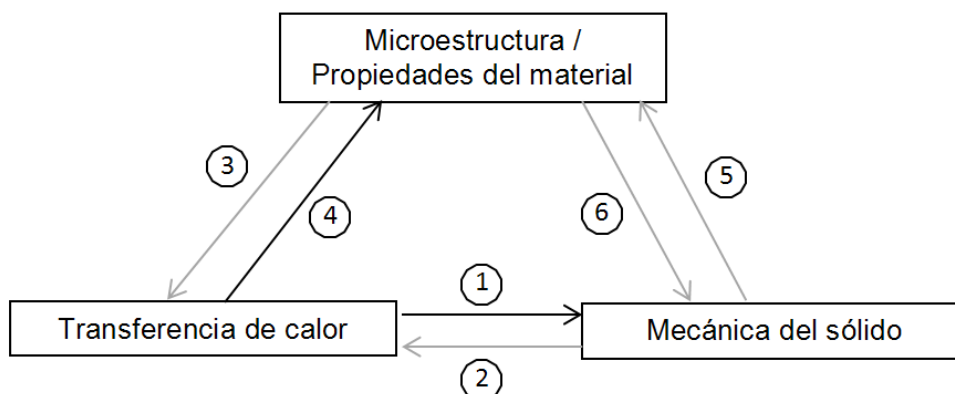 Microestructura /
Propiedades del material
3
4
5
6
1
Transferencia de calor
Mecánica del sólido
2